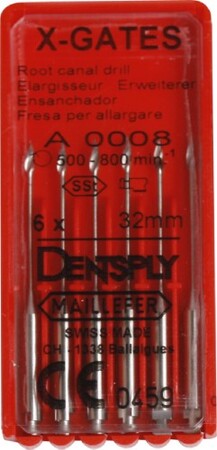 X-GATES
Root canal drill
Elargisseur Erweiterer
Ensanchador
Fresa per allargare
A 0008
500 - 800 min.⁻¹
SSt
6 x 32mm
DENTSPLY
MAILLEFER
SWISS MADE
CH - 1338 Ballaigues
CE 0459